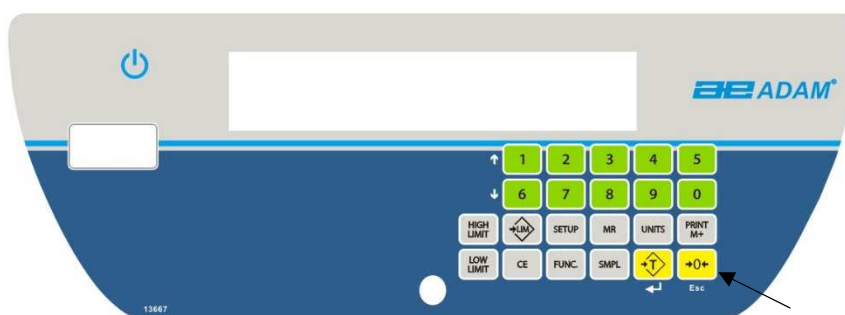 ae ADAM®
↑ 1 2 3 4 5
↓ 6 7 8 9 0
HIGH LIMIT →LIM SETUP MR UNITS PRINT M+
LOW LIMIT CE FUNC. SMPL →T →0←
↵ Esc
13667